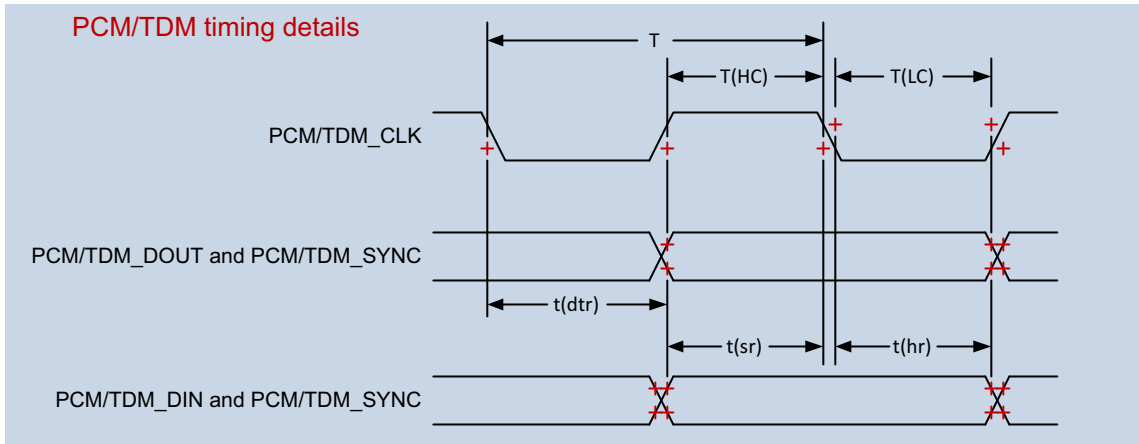 PCM/TDM timing details
T
T(HC)
T(LC)
PCM/TDM_CLK
PCM/TDM_DOUT and PCM/TDM_SYNC
t(dtr)
t(sr)
t(hr)
PCM/TDM_DIN and PCM/TDM_SYNC